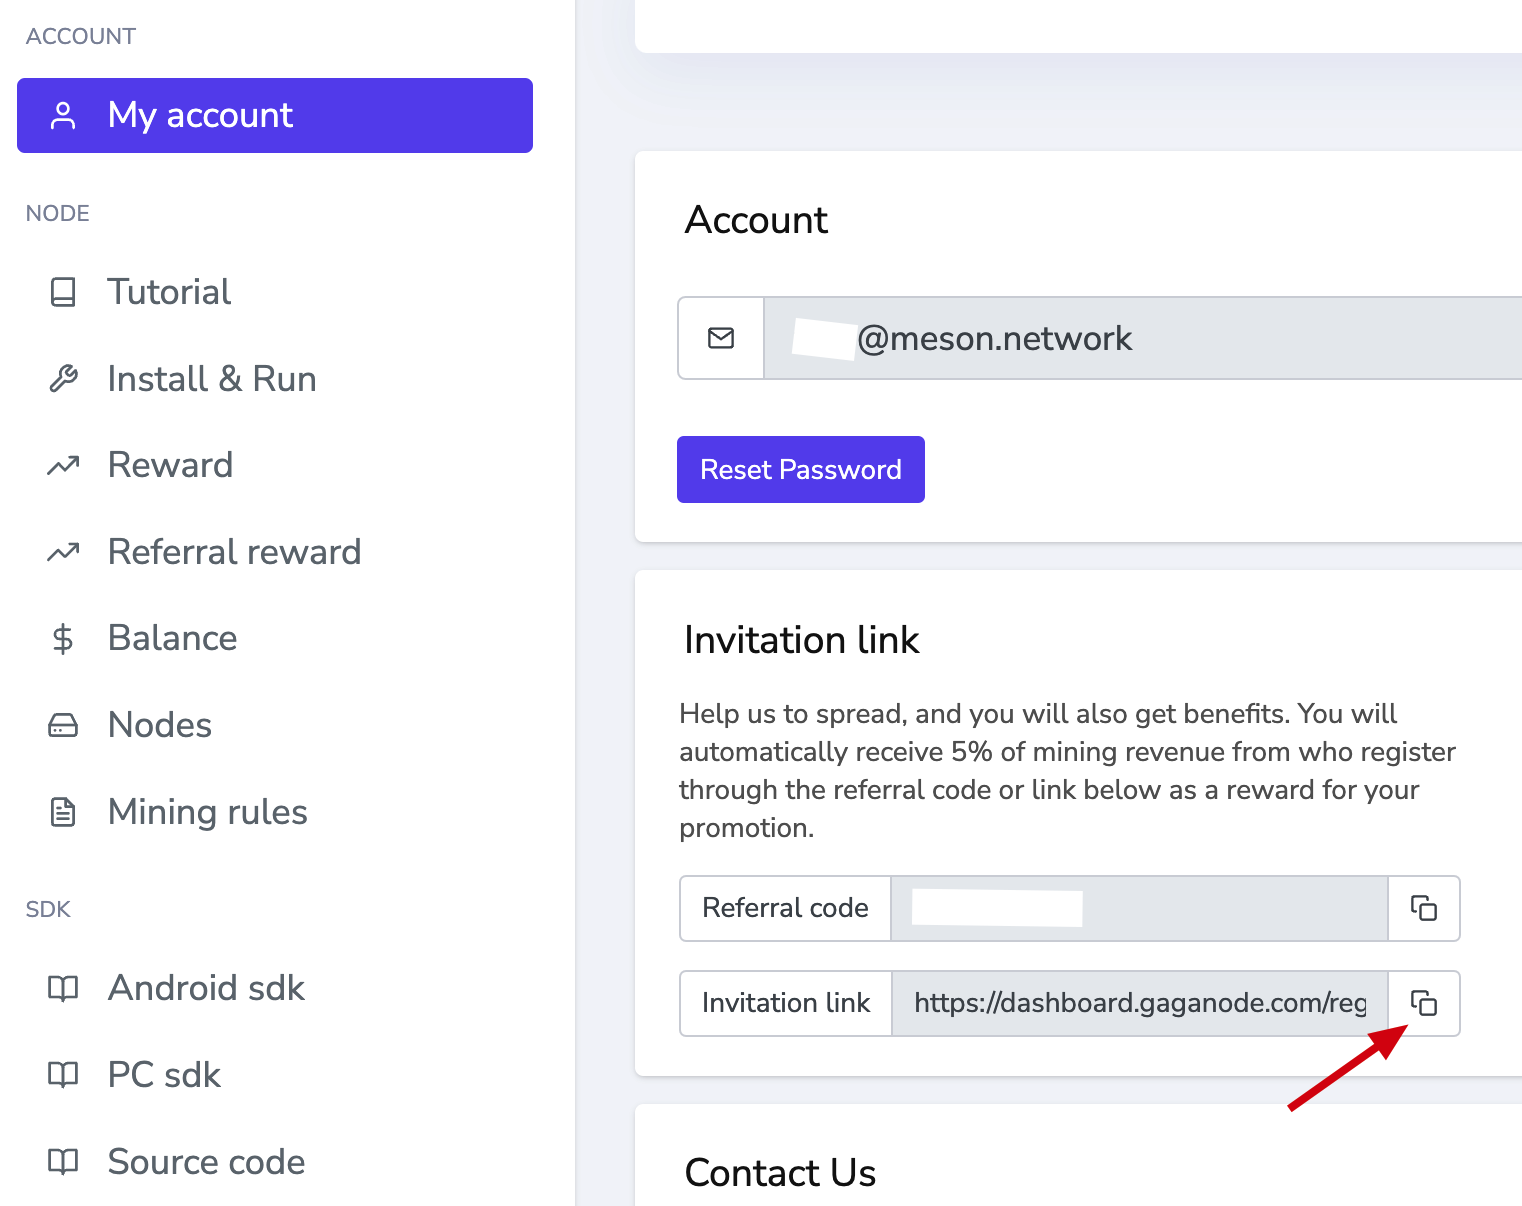 ACCOUNT
My account
NODE
Tutorial
Install & Run
Reward
Referral reward
Balance
Nodes
Mining rules
SDK
Android sdk
PC sdk
Source code
Account
@meson.network
Reset Password
Invitation link
Help us to spread, and you will also get benefits. You will
automatically receive 5% of mining revenue from who register
through the referral code or link below as a reward for your
promotion.
Referral code
Invitation link https://dashboard.gaganode.com/reg
Contact Us